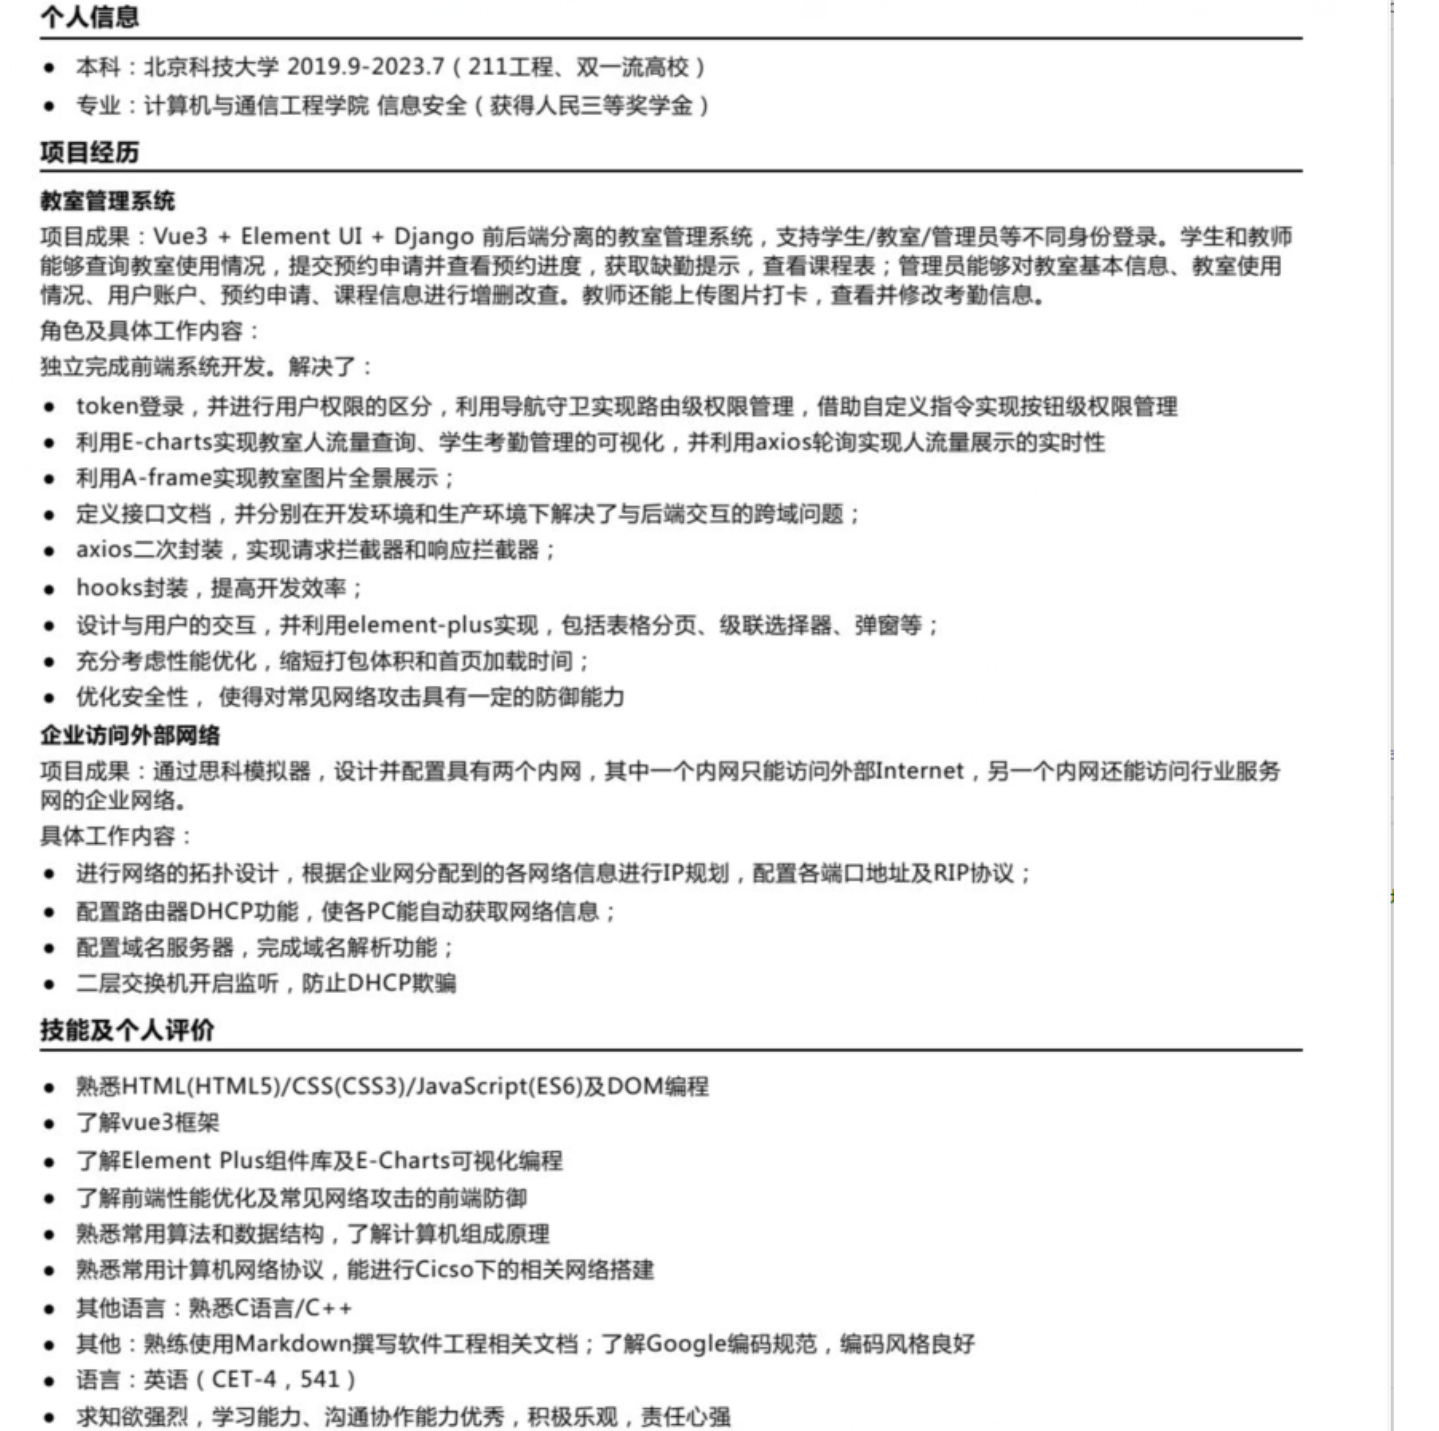 个人信息
● 本科：北京科技大学 2019.9-2023.7（211工程、双一流高校）
● 专业：计算机与通信工程学院 信息安全（获得人民三等奖学金）
项目经历
教室管理系统
项目成果：Vue3 + Element UI + Django 前后端分离的教室管理系统，支持学生/教室/管理员等不同身份登录。学生和教师
能够查询教室使用情况，提交预约申请并查看预约进度，获取缺勤提示，查看课程表；管理员能够对教室基本信息、教室使用
情况、用户账户、预约申请、课程信息进行增删改查。教师还能上传图片打卡，查看并修改考勤信息。
角色及具体工作内容：
独立完成前端系统开发。解决了：
● token登录，并进行用户权限的区分，利用导航守卫实现路由级权限管理，借助自定义指令实现按钮级权限管理
● 利用E-charts实现教室人流量查询、学生考勤管理的可视化，并利用axios轮询实现人流量展示的实时性
● 利用A-frame实现教室图片全景展示；
● 定义接口文档，并分别在开发环境和生产环境下解决了与后端交互的跨域问题；
● axios二次封装，实现请求拦截器和响应拦截器；
● hooks封装，提高开发效率；
● 设计与用户的交互，并利用element-plus实现，包括表格分页、级联选择器、弹窗等；
● 充分考虑性能优化，缩短打包体积和首页加载时间；
● 优化安全性， 使得对常见网络攻击具有一定的防御能力
企业访问外部网络
项目成果：通过思科模拟器，设计并配置具有两个内网，其中一个内网只能访问外部Internet，另一个内网还能访问行业服务
网的企业网络。
具体工作内容：
● 进行网络的拓扑设计，根据企业网分配到的各网络信息进行IP规划，配置各端口地址及RIP协议；
● 配置路由器DHCP功能，使各PC能自动获取网络信息；
● 配置域名服务器，完成域名解析功能；
● 二层交换机开启监听，防止DHCP欺骗
技能及个人评价
● 熟悉HTML(HTML5)/CSS(CSS3)/JavaScript(ES6)及DOM编程
● 了解vue3框架
● 了解Element Plus组件库及E-Charts可视化编程
● 了解前端性能优化及常见网络攻击的前端防御
● 熟悉常用算法和数据结构，了解计算机组成原理
● 熟悉常用计算机网络协议，能进行Cicso下的相关网络搭建
● 其他语言：熟悉C语言/C++
● 其他：熟练使用Markdown撰写软件工程相关文档；了解Google编码规范，编码风格良好
● 语言：英语（CET-4，541）
● 求知欲强烈，学习能力、沟通协作能力优秀，积极乐观，责任心强